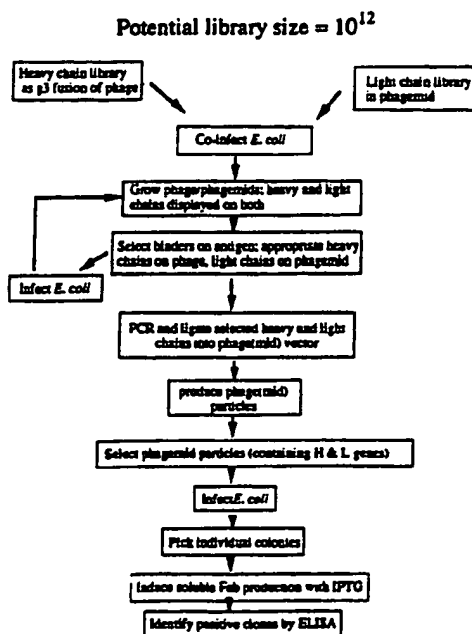 Potential library size = 10¹²
Heavy chain library
as g3 fusion of phage
Light chain library
in phagemid
Co-infect E. coli
Grow phage/phagemids; heavy and light
chains displayed on both
Select binders on antigen; appropriate heavy
chains on phage, light chains on phagemid
Infect E. coli
PCR and ligate selected heavy and light
chains into phage(mid) vector
produce phage(mid)
particles
Select phagemid particles (containing H & L genes)
Infect E. coli
Pick individual colonies
Induce soluble Fab production with IPTG
Identify positive clones by ELISA